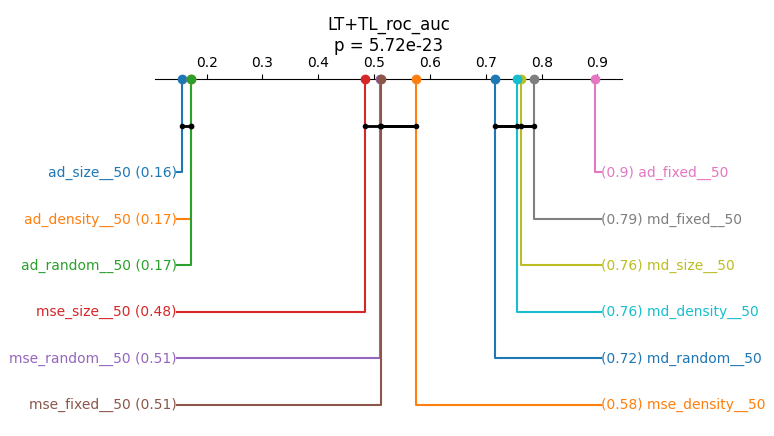 LT+TL_roc_auc
p = 5.72e-23
0.2 0.3 0.4 0.5 0.6 0.7 0.8 0.9
ad_size__50 (0.16)
(0.9) ad_fixed__50
ad_density__50 (0.17)
(0.79) md_fixed__50
ad_random__50 (0.17)
(0.76) md_size__50
mse_size__50 (0.48)
(0.76) md_density__50
mse_random__50 (0.51)
(0.72) md_random__50
mse_fixed__50 (0.51)
(0.58) mse_density__50